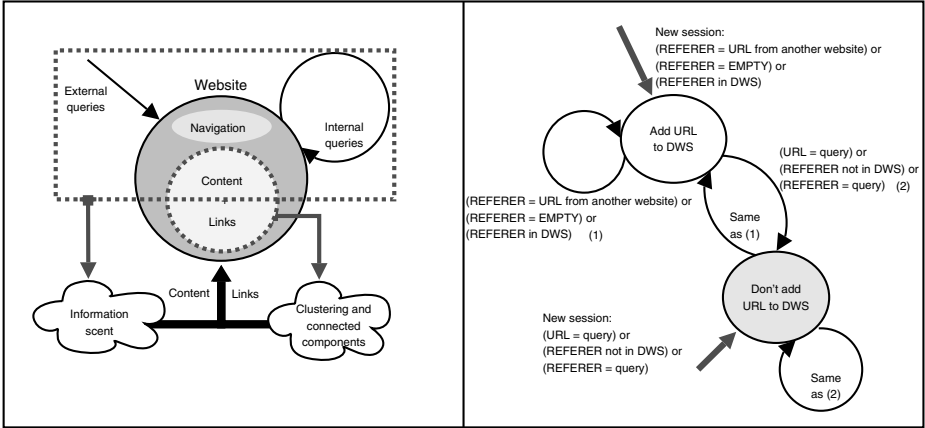 External
queries
Website
Navigation
Internal
queries
Content
+
Links
Content Links
Information
scent
Clustering and
connected
components
New session:
(REFERER = URL from another website) or
(REFERER = EMPTY) or
(REFERER in DWS)
Add URL
to DWS
(URL = query) or
(REFERER not in DWS) or
(REFERER = query) (2)
(REFERER = URL from another website) or
(REFERER = EMPTY) or
(REFERER in DWS) (1)
Same
as (1)
Don't add
URL to DWS
New session:
(URL = query) or
(REFERER not in DWS) or
(REFERER = query)
Same
as (2)